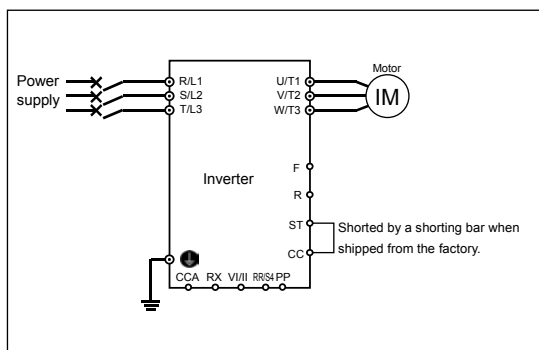 Power
supply
R/L1
S/L2
T/L3
U/T1
V/T2
W/T3
Motor
IM
Inverter
F
R
ST
CC
Shorted by a shorting bar when
shipped from the factory.
CCA RX VI/II RR/S4 PP